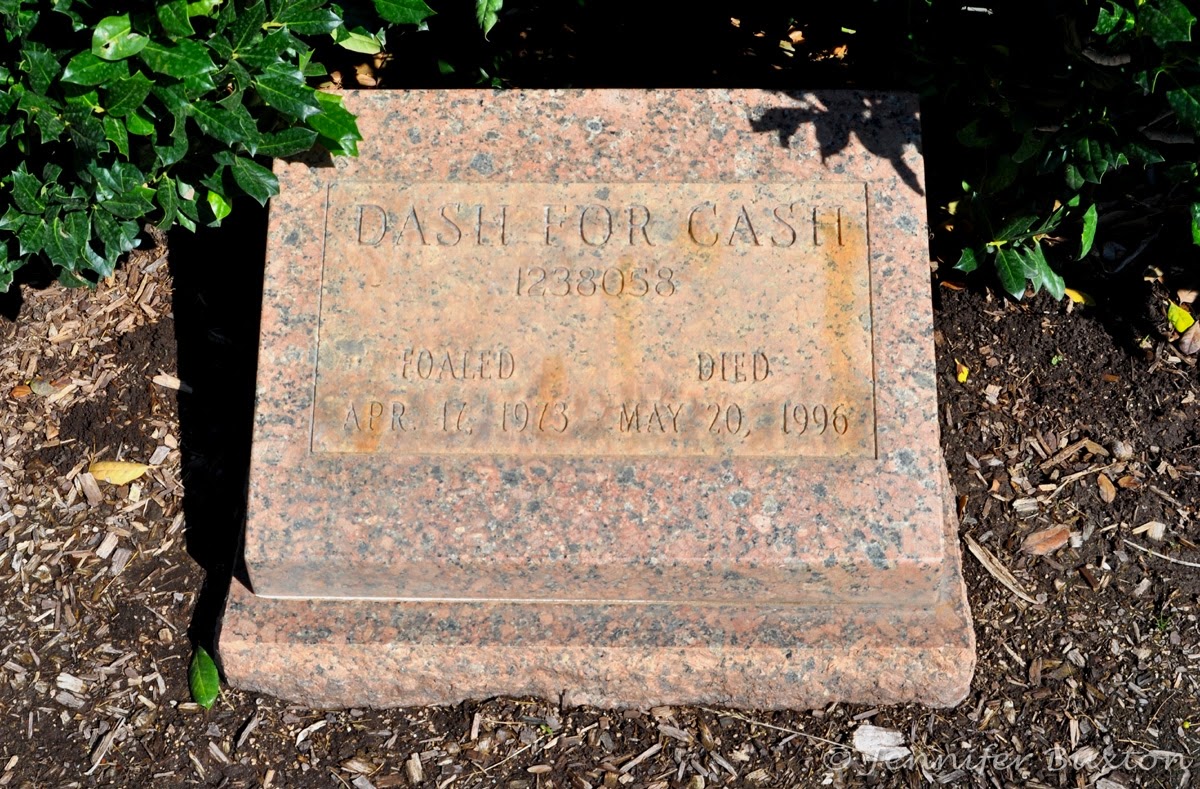 DASH FOR CASH
1238058
FOALED DIED
APR. 17, 1973 MAY 20, 1996
© Jennifer Buxton